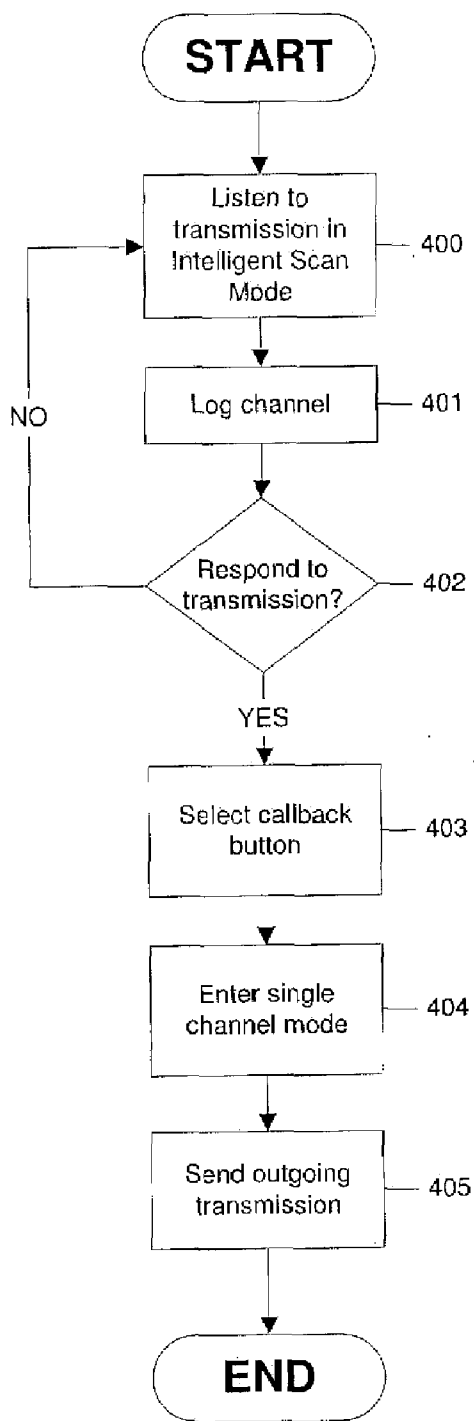 START
Listen to
transmission in
Intelligent Scan
Mode
400
Log channel
401
NO
Respond to
transmission?
402
YES
Select callback
button
403
Enter single
channel mode
404
Send outgoing
transmission
405
END